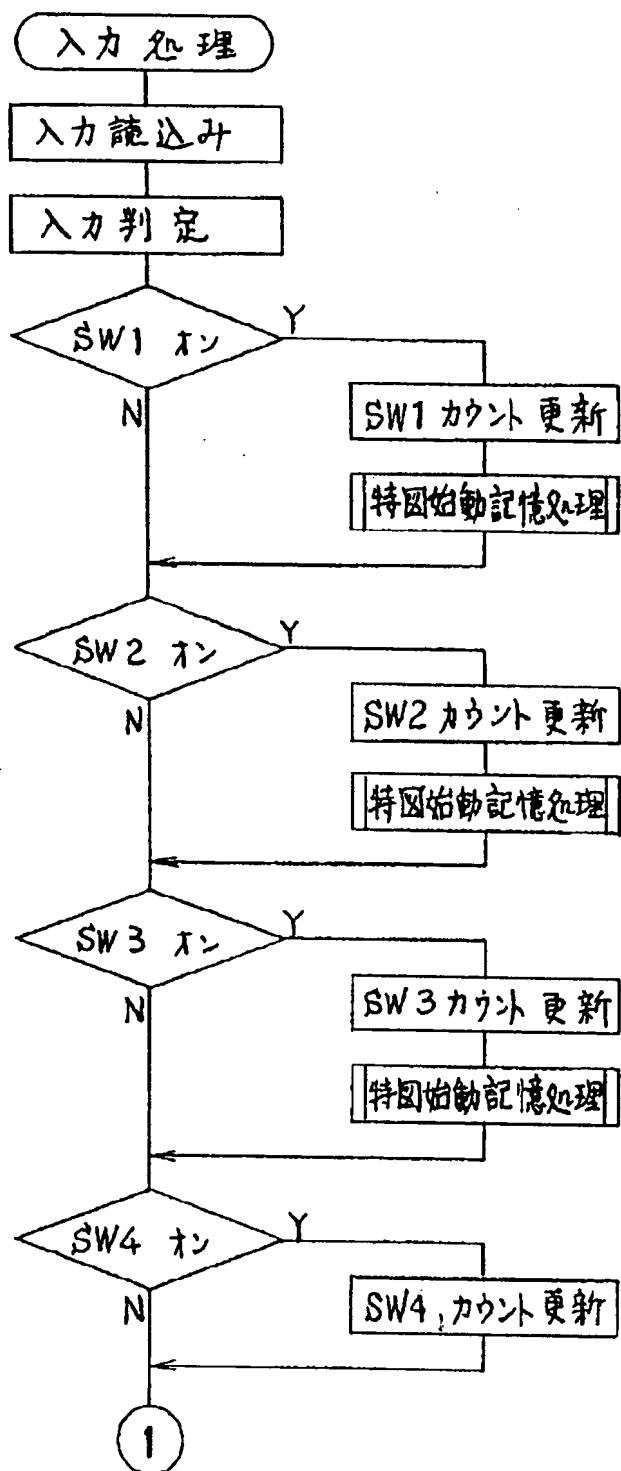 入力処理
入力読込み
入力判定
SW1 オン
Y
N
SW1 カウント 更新
特図始動記憶処理
SW2 オン
Y
N
SW2 カウント 更新
特図始動記憶処理
SW3 オン
Y
N
SW3 カウント 更新
特図始動記憶処理
SW4 オン
Y
N
SW4, カウント更新
1